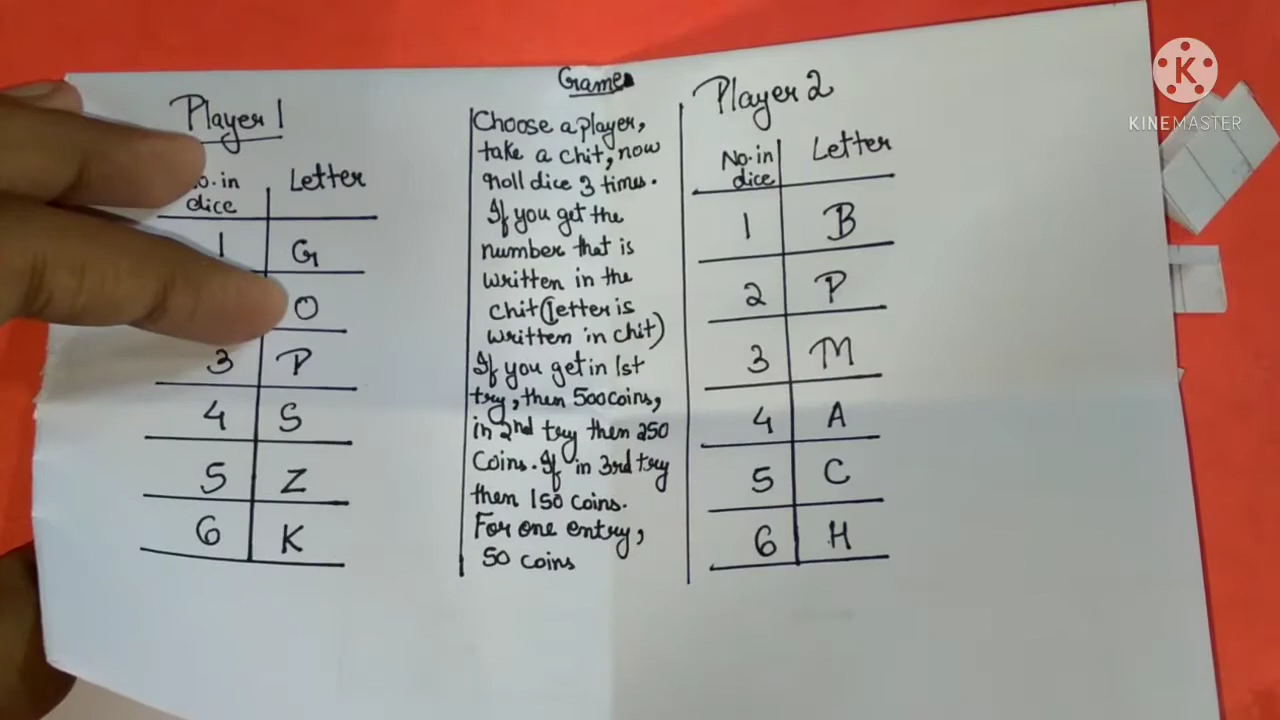 Game
Player 1
No. in Letter
dice
1 G
O
3 P
4 S
5 Z
6 K
Choose a player,
take a chit, now
roll dice 3 times.
If you get the
number that is
written in the
chit (letter is
written in chit)
If you get in 1st
try, then 500 coins,
in 2nd try then 250
Coins. If in 3rd try
then 150 coins.
For one entry,
50 coins
Player 2
No. in Letter
dice
1 B
2 P
3 M
4 A
5 C
6 H
K
KINEMASTER